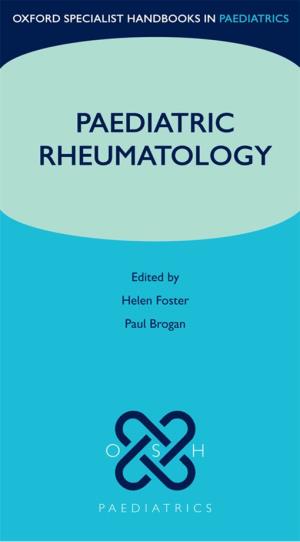 OXFORD SPECIALIST HANDBOOKS IN PAEDIATRICS
PAEDIATRIC
RHEUMATOLOGY
Edited by
Helen Foster
Paul Brogan
O S H
PAEDIATRICS